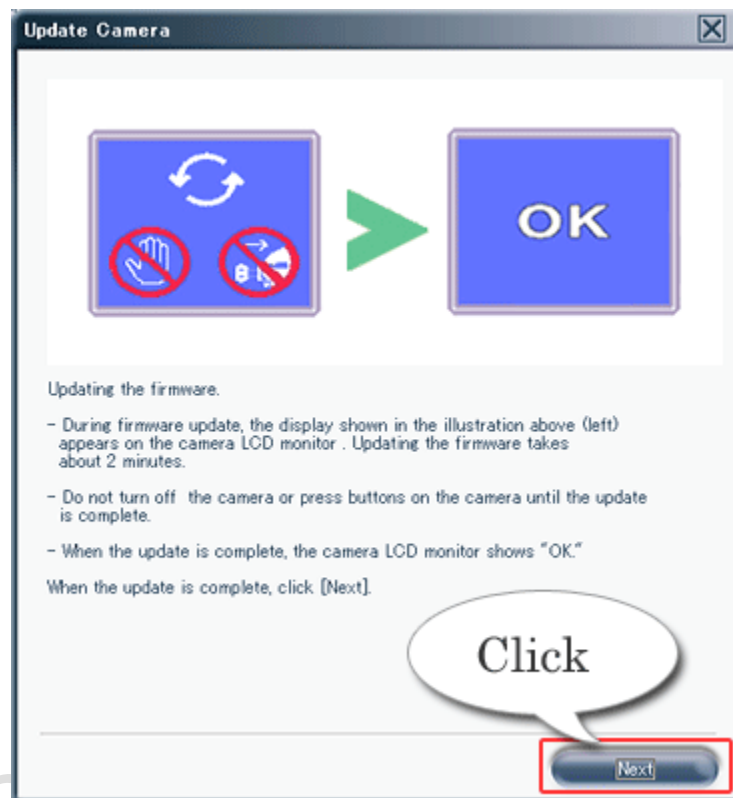 Update Camera
B
OK
Updating the firmware.
- During firmware update, the display shown in the illustration above (left)
appears on the camera LCD monitor . Updating the firmware takes
about 2 minutes.
- Do not turn off the camera or press buttons on the camera until the update
is complete.
- When the update is complete, the camera LCD monitor shows "OK."
When the update is complete, click [Next].
Click
Next